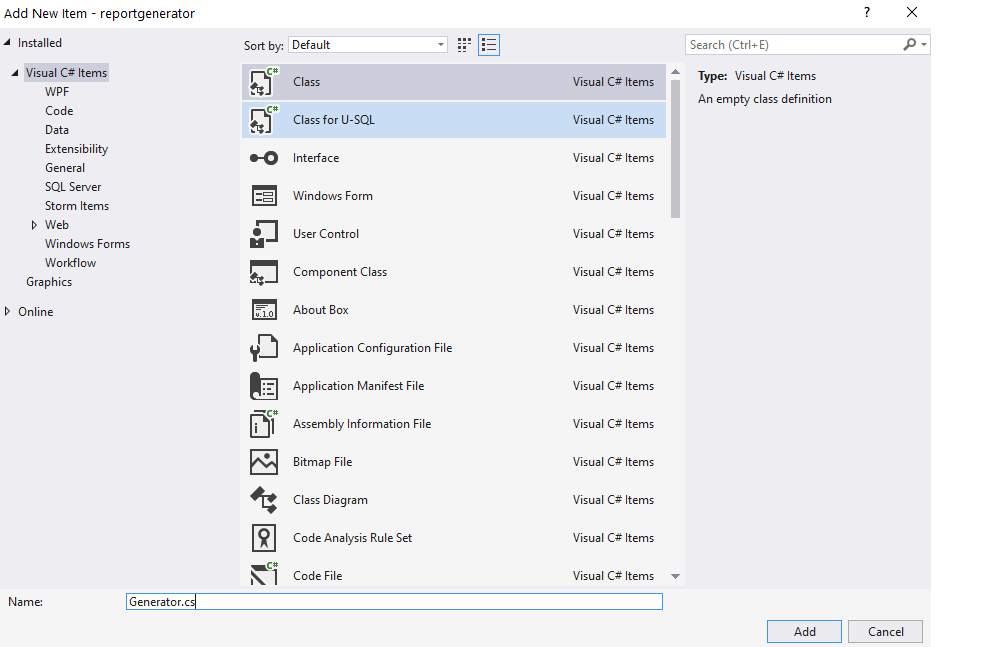 Add New Item - reportgenerator
?
Installed
Visual C# Items
WPF
Code
Data
Extensibility
General
SQL Server
Storm Items
Web
Windows Forms
Workflow
Graphics
Online
Sort by: Default
C# Class Visual C# Items
C# Class for U-SQL Visual C# Items
Interface Visual C# Items
Windows Form Visual C# Items
User Control Visual C# Items
Component Class Visual C# Items
v.1.0 About Box Visual C# Items
Application Configuration File Visual C# Items
Application Manifest File Visual C# Items
C# Assembly Information File Visual C# Items
Bitmap File Visual C# Items
Class Diagram Visual C# Items
Code Analysis Rule Set Visual C# Items
C# Code File Visual C# Items
Search (Ctrl+E)
Type: Visual C# Items
An empty class definition
Name: Generator.cs
Add Cancel